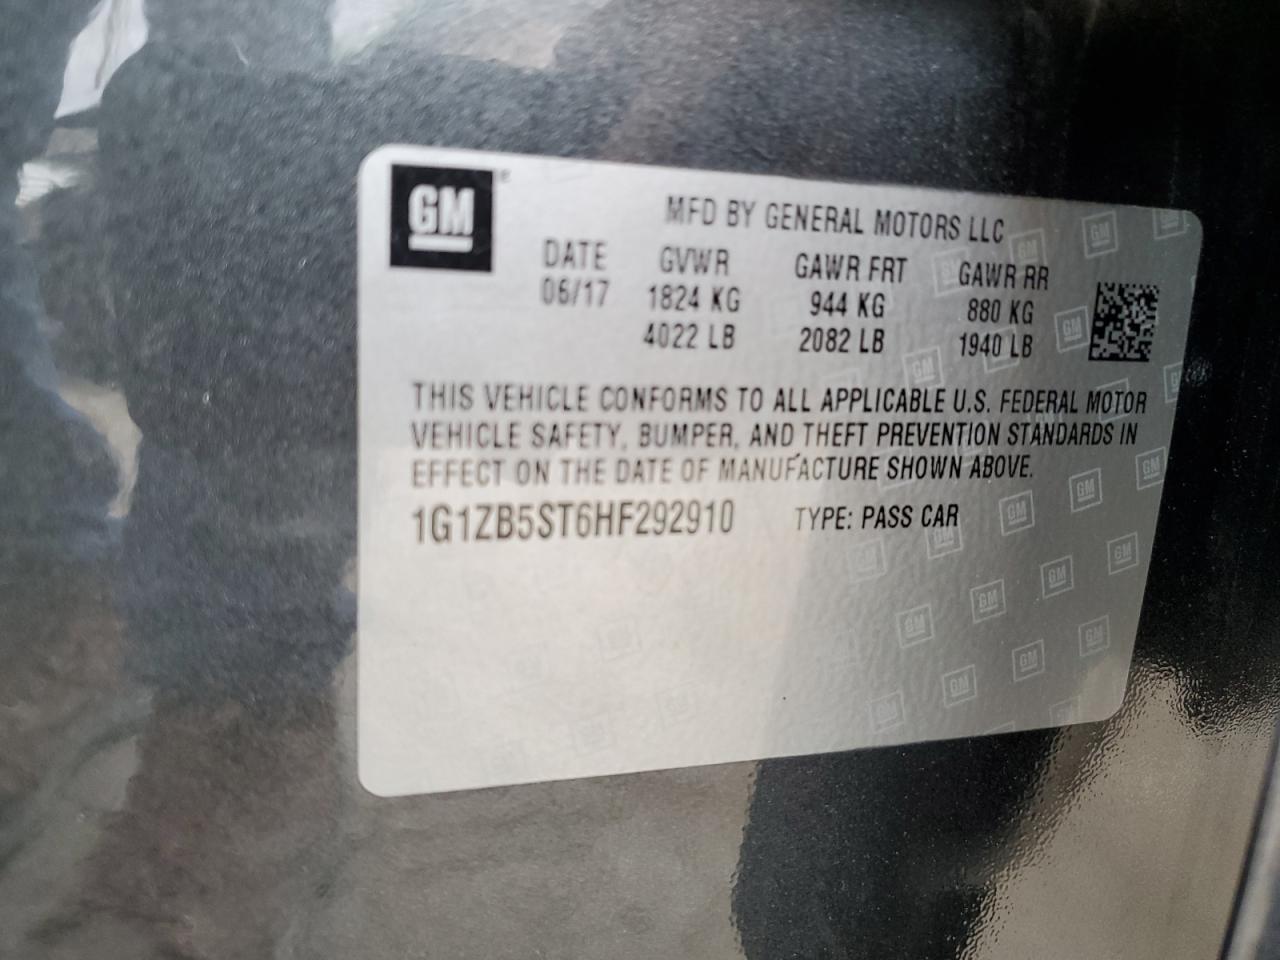 GM
MFD BY GENERAL MOTORS LLC
DATE GVWR GAWR FRT GAWR RR
06/17 1824 KG 944 KG 880 KG
4022 LB 2082 LB 1940 LB
THIS VEHICLE CONFORMS TO ALL APPLICABLE U.S. FEDERAL MOTOR
VEHICLE SAFETY, BUMPER, AND THEFT PREVENTION STANDARDS IN
EFFECT ON THE DATE OF MANUFACTURE SHOWN ABOVE.
1G1ZB5ST6HF292910 TYPE: PASS CAR